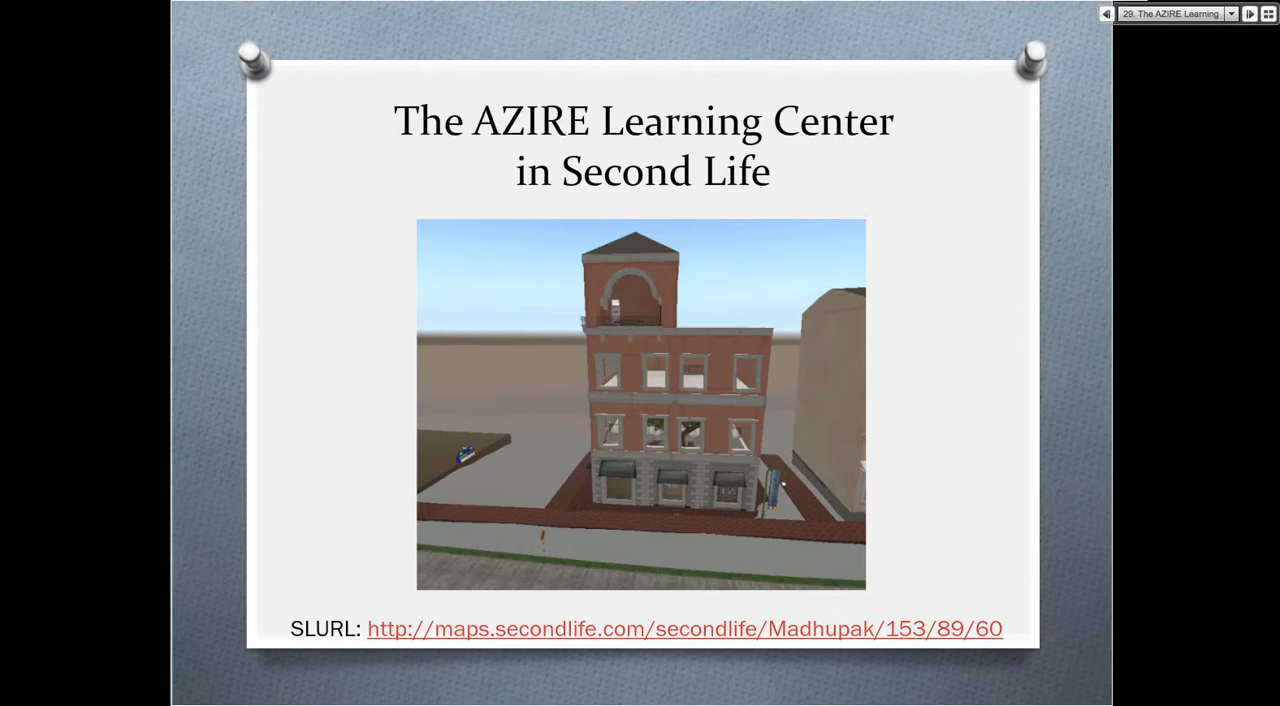 29. The AZIRE Learning
The AZIRE Learning Center
in Second Life
SLURL: http://maps.secondlife.com/secondlife/Madhupak/153/89/60